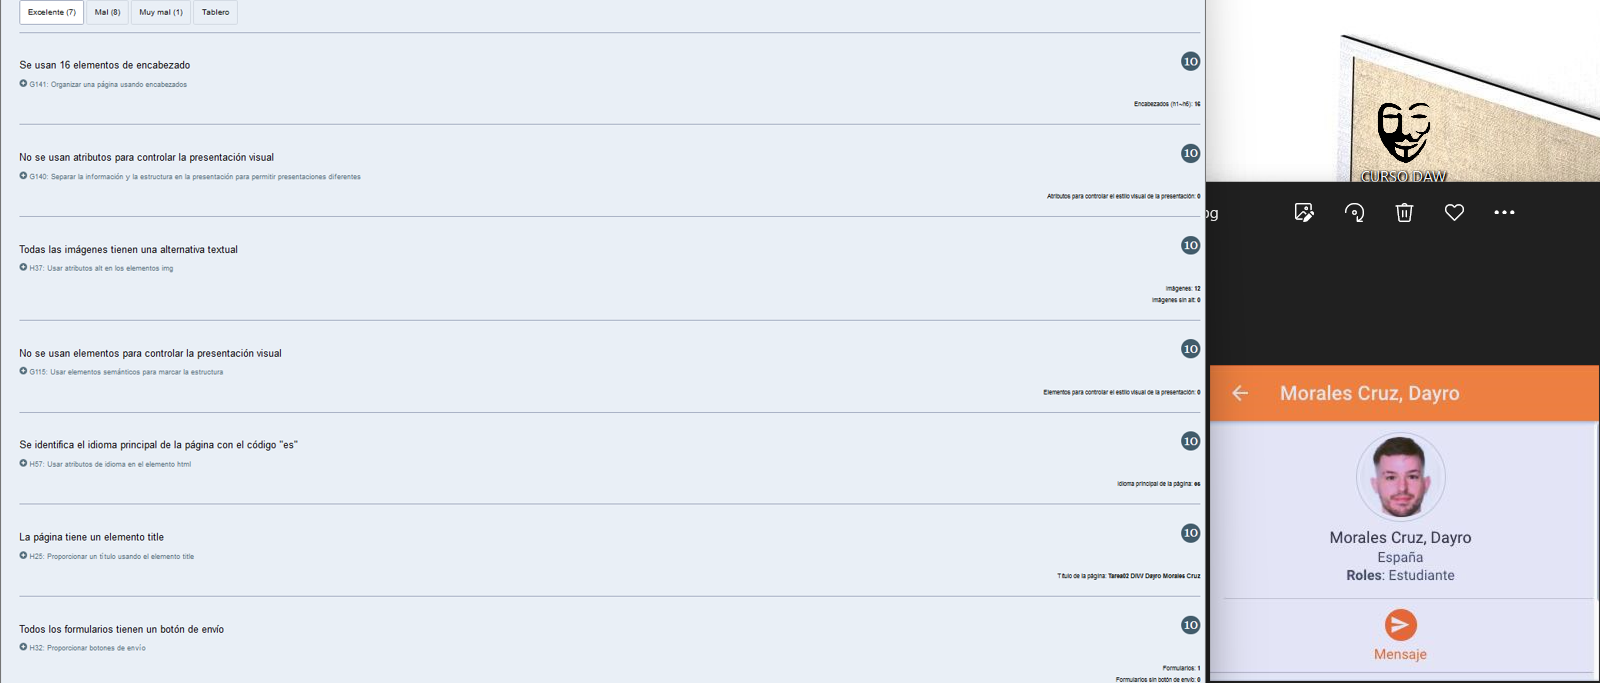 Excelente (7) Mal (8) Muy mal (1) Tablero
Se usan 16 elementos de encabezado
10
G141: Organizar una página usando encabezados
Encabezados (h1~h6): 16
No se usan atributos para controlar la presentación visual
10
G140: Separar la información y la estructura en la presentación para permitir presentaciones diferentes
Atributos para controlar el estilo visual de la presentación: 0
Todas las imágenes tienen una alternativa textual
10
H37: Usar atributos alt en los elementos img
Imágenes: 12
Imágenes sin alt: 0
No se usan elementos para controlar la presentación visual
10
G115: Usar elementos semánticos para marcar la estructura
Elementos para controlar el estilo visual de la presentación: 0
Se identifica el idioma principal de la página con el código "es"
10
H57: Usar atributos de idioma en el elemento html
Idioma principal de la página: es
La página tiene un elemento title
10
H25: Proporcionar un título usando el elemento title
Título de la página: Tarea02 DIW Dayro Morales Cruz
Todos los formularios tienen un botón de envío
10
H32: Proporcionar botones de envío
Formularios: 1
Formularios sin botón de envío: 0
CURSO DAW
og
Morales Cruz, Dayro
Morales Cruz, Dayro
España
Roles: Estudiante
Mensaje